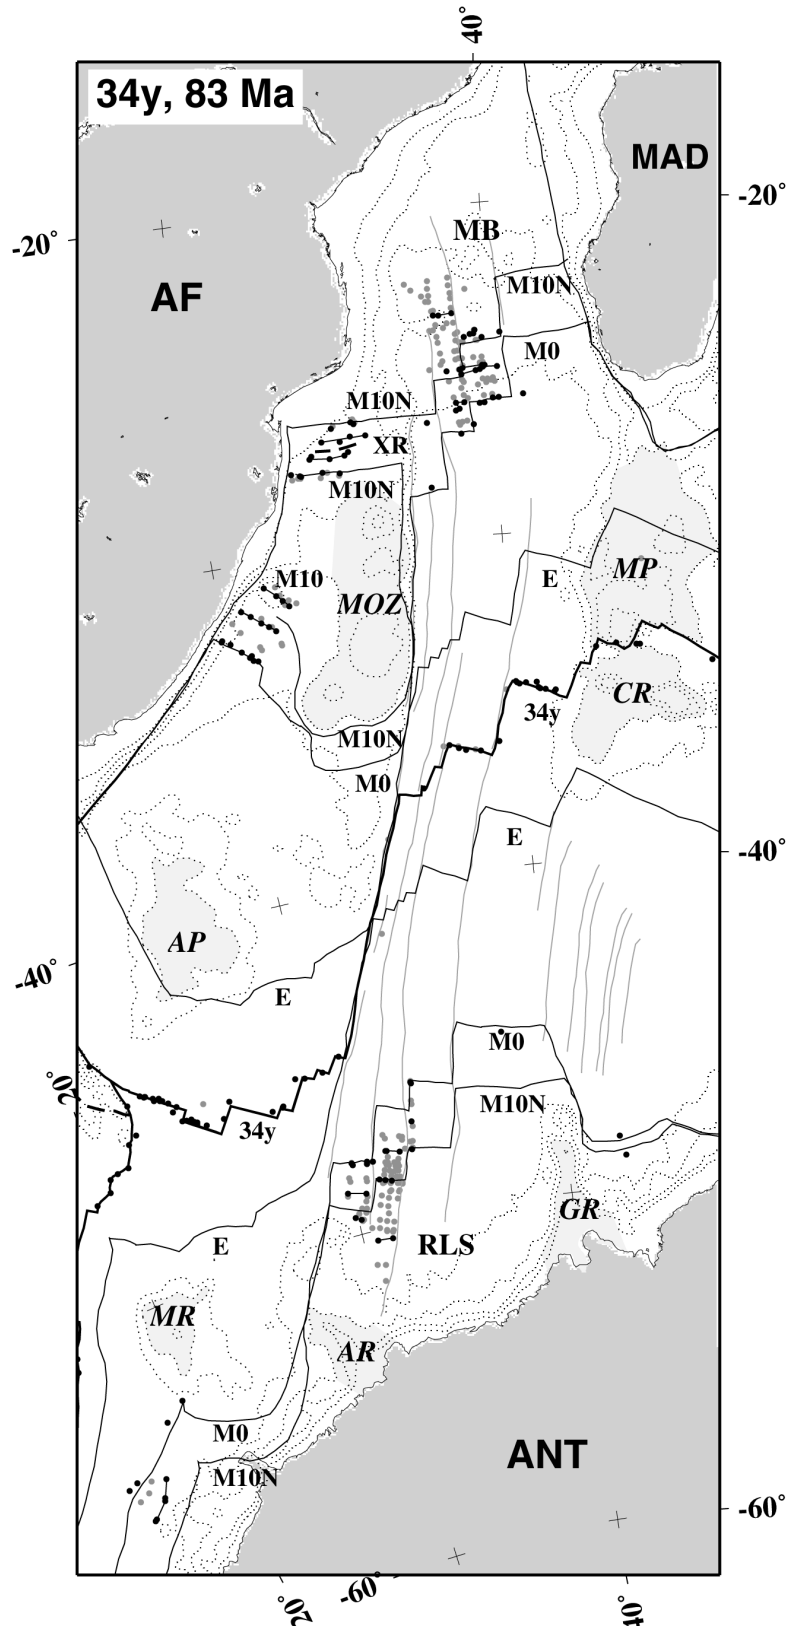 40°
34y, 83 Ma
MAD
-20°
MB
-20°
AF
M10N
M0
M10N
XR
M10N
E
MP
M10
MOZ
CR
34y
M10N
M0
E
-40°
AP
-40°
E
M0
20°
M10N
34y
GR
E
RLS
MR
AR
M0
ANT
M10N
-60°
20°
-60°
40°